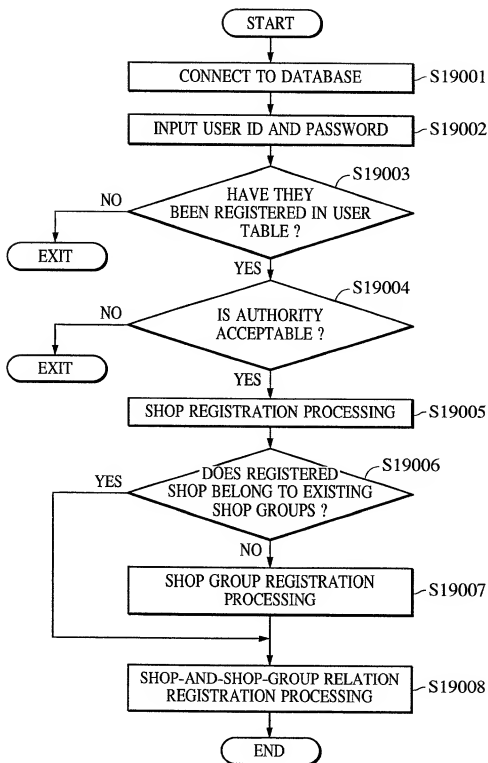 START
CONNECT TO DATABASE
S19001
INPUT USER ID AND PASSWORD
S19002
S19003
HAVE THEY
BEEN REGISTERED IN USER
TABLE ?
NO
EXIT
YES
S19004
IS AUTHORITY
ACCEPTABLE ?
NO
EXIT
YES
SHOP REGISTRATION PROCESSING
S19005
S19006
DOES REGISTERED
SHOP BELONG TO EXISTING
SHOP GROUPS ?
YES
NO
SHOP GROUP REGISTRATION
PROCESSING
S19007
SHOP-AND-SHOP-GROUP RELATION
REGISTRATION PROCESSING
S19008
END